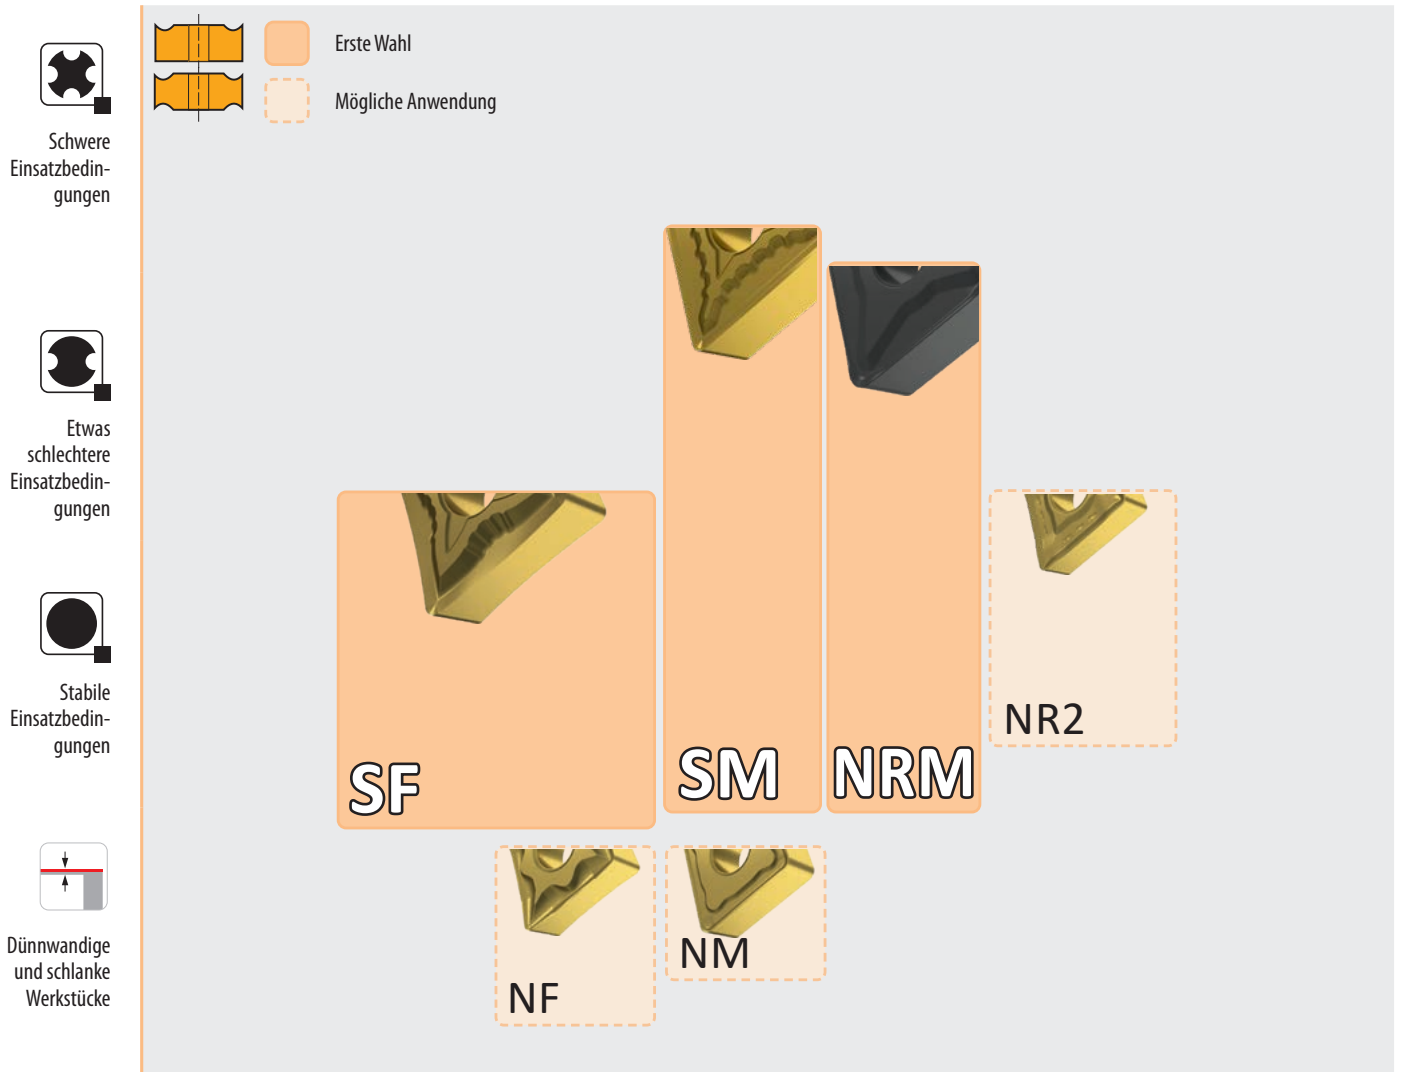 Erste Wahl
Mögliche Anwendung
Schwere
Einsatzbedin-
gungen
Etwas
schlechtere
Einsatzbedin-
gungen
Stabile
Einsatzbedin-
gungen
Dünnwandige
und schlanke
Werkstücke
SF
SM
NRM
NR2
NF
NM